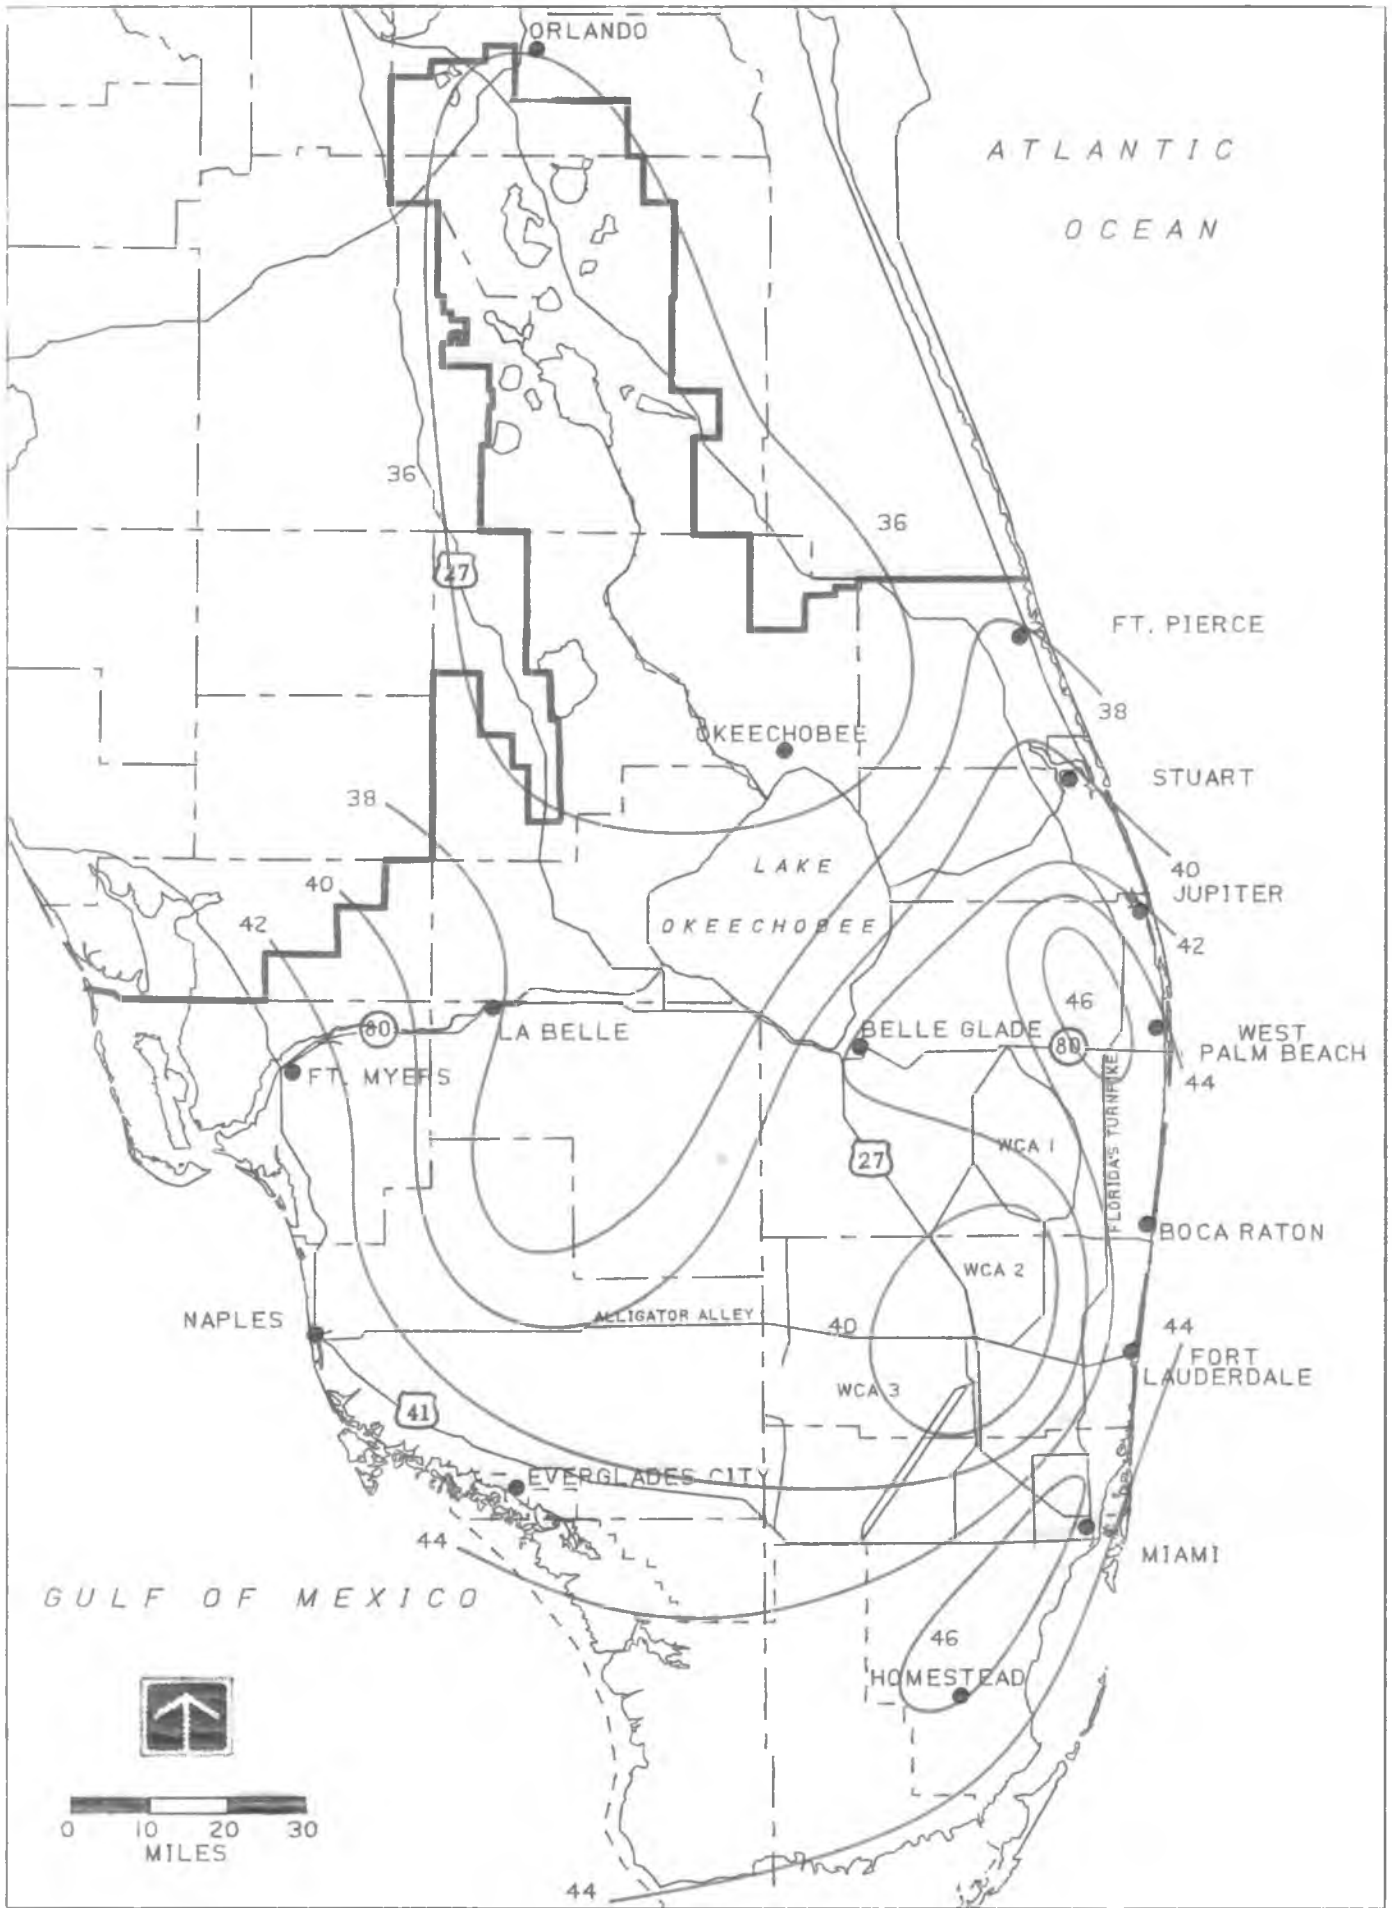 ORLANDO
ATLANTIC
OCEAN
36
36
27
FT. PIERCE
38
OKEECHOBEE
STUART
38
LAKE
40
40
JUPITER
42
OKEECHOBEE
42
46
BELLE GLADE
80
WEST
PALM BEACH
80
LA BELLE
FT. MYERS
44
FLORIDA'S TURNPIKE
WCA 1
27
BOCA RATON
WCA 2
NAPLES
ALLIGATOR ALLEY
40
44
FORT
LAUDERDALE
WCA 3
41
EVERGLADES CITY
44
MIAMI
GULF OF MEXICO
46
HOMESTEAD
0 10 20 30
MILES
44